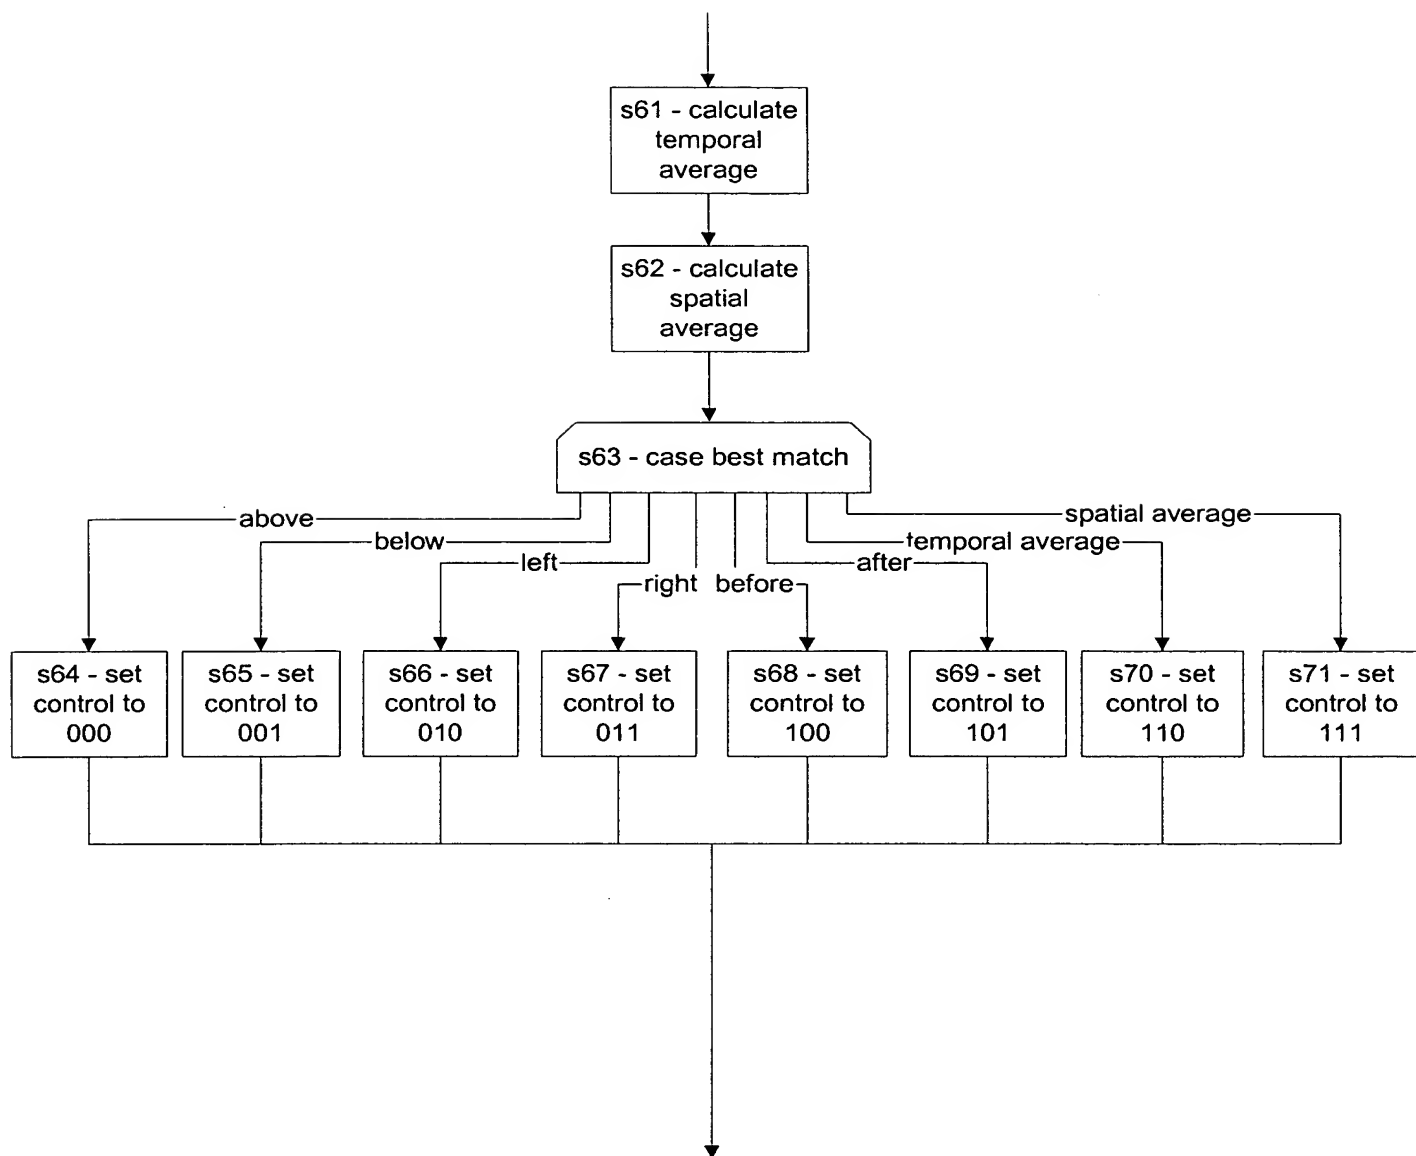 s61 - calculate
temporal
average
s62 - calculate
spatial
average
s63 - case best match
above
spatial average
below
temporal average
left
after
right
before
s64 - set
control to
000
s65 - set
control to
001
s66 - set
control to
010
s67 - set
control to
011
s68 - set
control to
100
s69 - set
control to
101
s70 - set
control to
110
s71 - set
control to
111